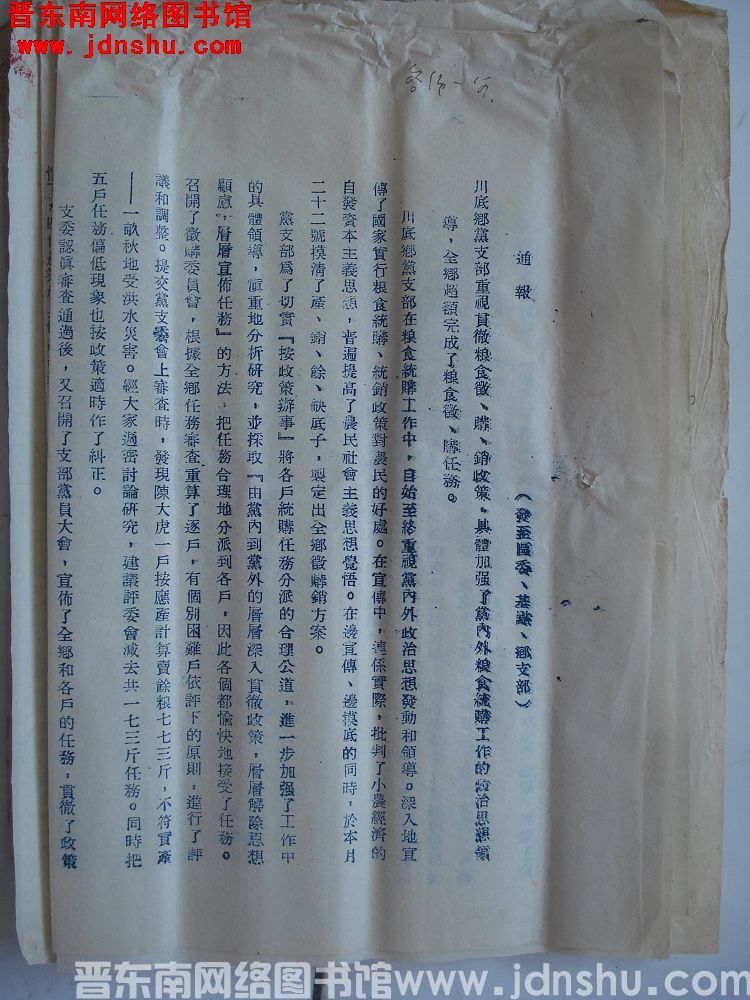 晋东南网络图书馆
www.jdnshu.com
通報
（發至區委、基點、鄉支部）
川底鄉黨支部重視貫徹粮食徵、購、銷政策，具體加强了黨內外粮食統購工作的政治思想領
導，全鄉超額完成了粮食徵、購任務。
川底鄉黨支部在粮食統購工作中，自始至終重視黨內外政治思想發動和領導。深入地宣
傳了國家實行粮食統購、統銷政策對農民的好處。在宣傳中，連係實際，批判了小農經濟的
自發資本主義思想，普遍提高了農民社會主義思想覺悟。在邊宣傳、邊摸底的同時，於本月
二十二號摸清了產、銷、餘、缺底子，製定出全鄉徵購銷方案。
黨支部爲了切實『按政策辦事』將各戶統購任務分派的合理公道，進一步加强了工作中
的具體領導，慎重地分析研究，並採取『由黨內到黨外的層層深入貫徹政策，層層解除思想
顧慮，層層宣佈任務』的方法，把任務合理地分派到各戶，因此各個都愉快地接受了任務。
召開了徵購委員會，根據全鄉任務審查重算了逐戶，有個別困難戶依評下的原則，進行了評
議和調整。提交黨支委會上審查時，發現陳大虎一戶按應產計算賣餘粮七七三斤，不符實產
——一畝秋地受洪水災害。經大家週密討論研究，建議評委會減去共一七三斤任務。同時把
五戶任務偏低現象也按政策適時作了糾正。
支委認眞審查通過後，又召開了支部黨員大會，宣佈了全鄉和各戶的任務，貫徹了政策
晋东南网络图书馆www.jdnshu.com